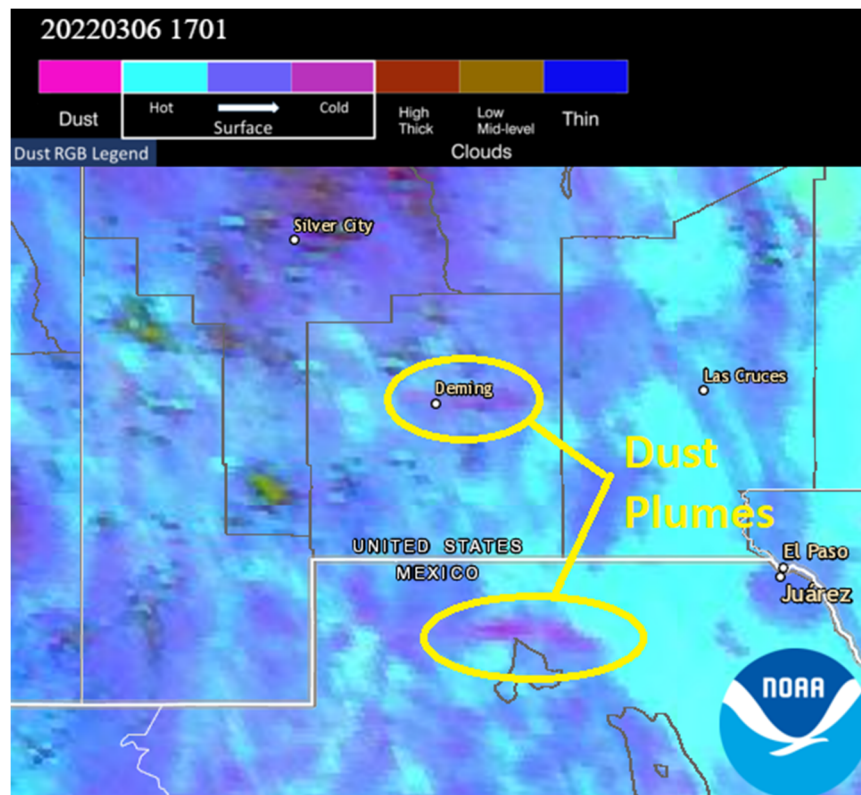 20220306 1701
Dust
Hot
Cold
Surface
High
Thick
Low
Mid-level
Thin
Dust RGB Legend
Clouds
Silver City
Deming
Las Cruces
Dust
Plumes
UNITED STATES
MEXICO
El Paso
Juárez
NOAA